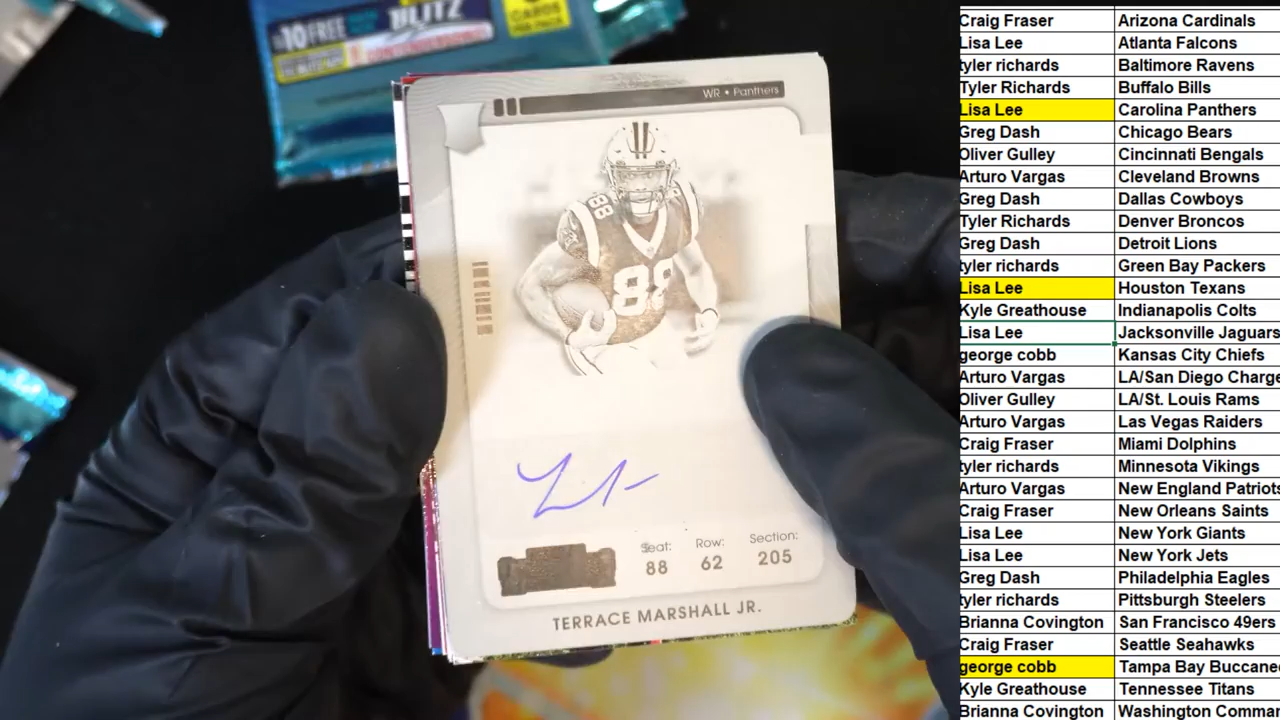 10 FREE
BLITZ
CARDS
PER PACK
WR • Panthers
88
88
Seat: Row: Section:
88 62 205
TERRACE MARSHALL JR.
Craig Fraser Arizona Cardinals
Lisa Lee Atlanta Falcons
tyler richards Baltimore Ravens
Tyler Richards Buffalo Bills
Lisa Lee Carolina Panthers
Greg Dash Chicago Bears
Oliver Gulley Cincinnati Bengals
Arturo Vargas Cleveland Browns
Greg Dash Dallas Cowboys
Tyler Richards Denver Broncos
Greg Dash Detroit Lions
tyler richards Green Bay Packers
Lisa Lee Houston Texans
Kyle Greathouse Indianapolis Colts
Lisa Lee Jacksonville Jaguars
george cobb Kansas City Chiefs
Arturo Vargas LA/San Diego Charge
Oliver Gulley LA/St. Louis Rams
Arturo Vargas Las Vegas Raiders
Craig Fraser Miami Dolphins
tyler richards Minnesota Vikings
Arturo Vargas New England Patriots
Craig Fraser New Orleans Saints
Lisa Lee New York Giants
Lisa Lee New York Jets
Greg Dash Philadelphia Eagles
tyler richards Pittsburgh Steelers
Brianna Covington San Francisco 49ers
Craig Fraser Seattle Seahawks
george cobb Tampa Bay Buccanee
Kyle Greathouse Tennessee Titans
Brianna Covington Washington Comman